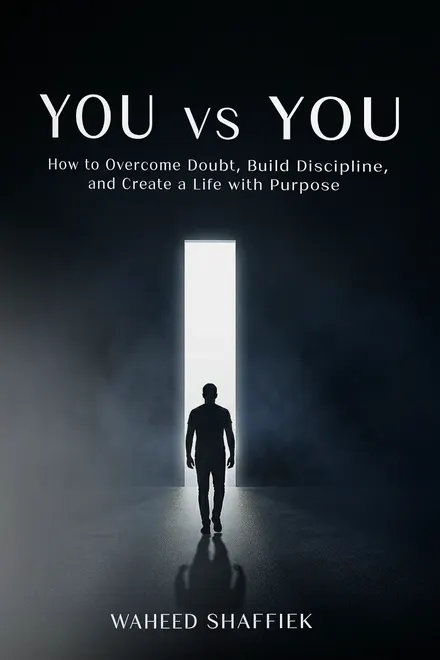 YOU VS YOU
How to Overcome Doubt, Build Discipline,
and Create a Life with Purpose
WAHEED SHAFFIEK